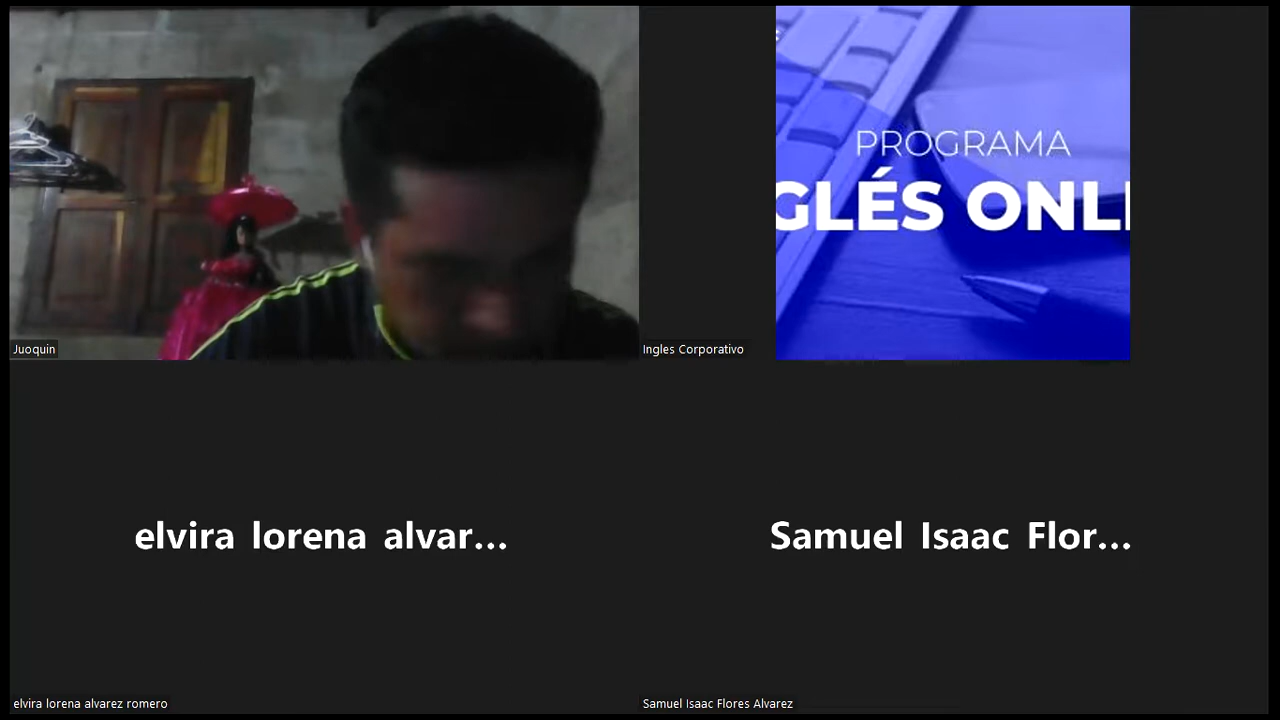 PROGRAMA
GLÉS ONLI
Juoquin
Ingles Corporativo
elvira lorena alvar...
Samuel Isaac Flor...
elvira lorena alvarez romero
Samuel Isaac Flores Alvarez